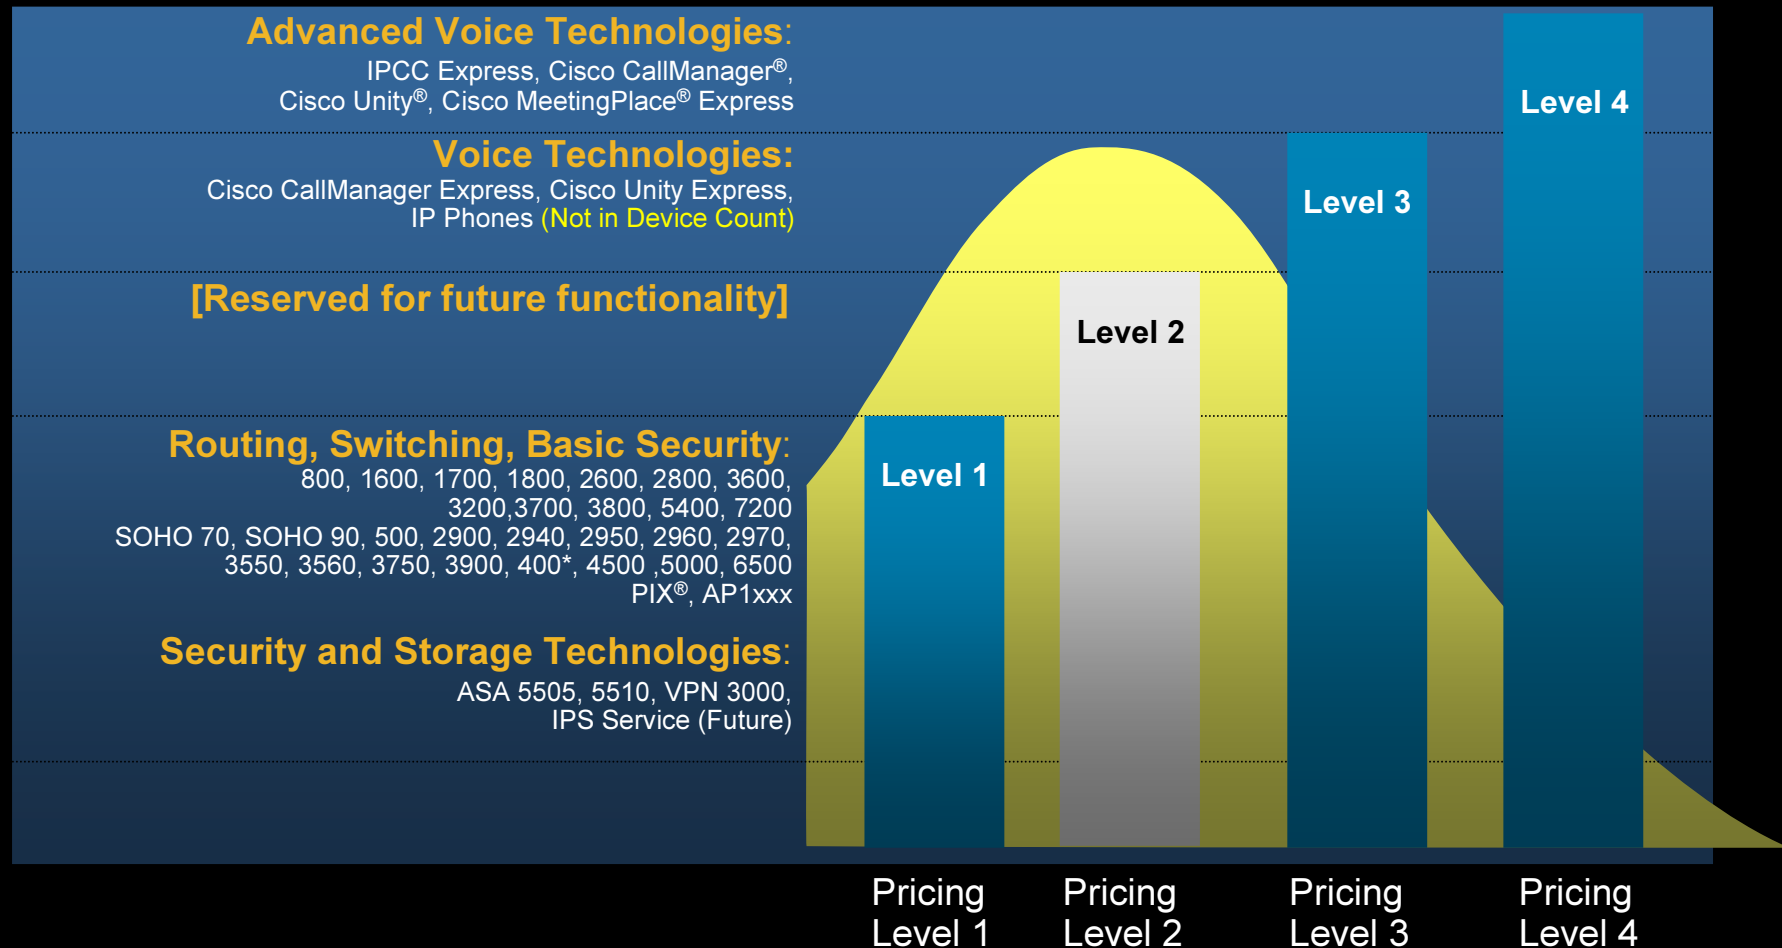 Advanced Voice Technologies:
IPCC Express, Cisco CallManager®,
Cisco Unity®, Cisco MeetingPlace® Express
Voice Technologies:
Cisco CallManager Express, Cisco Unity Express,
IP Phones (Not in Device Count)
[Reserved for future functionality]
Routing, Switching, Basic Security:
800, 1600, 1700, 1800, 2600, 2800, 3600,
3200,3700, 3800, 5400, 7200
SOHO 70, SOHO 90, 500, 2900, 2940, 2950, 2960, 2970,
3550, 3560, 3750, 3900, 400*, 4500 ,5000, 6500
PIX®, AP1xxx
Security and Storage Technologies:
ASA 5505, 5510, VPN 3000,
IPS Service (Future)
Level 1
Level 2
Level 3
Level 4
Pricing
Level 1
Pricing
Level 2
Pricing
Level 3
Pricing
Level 4